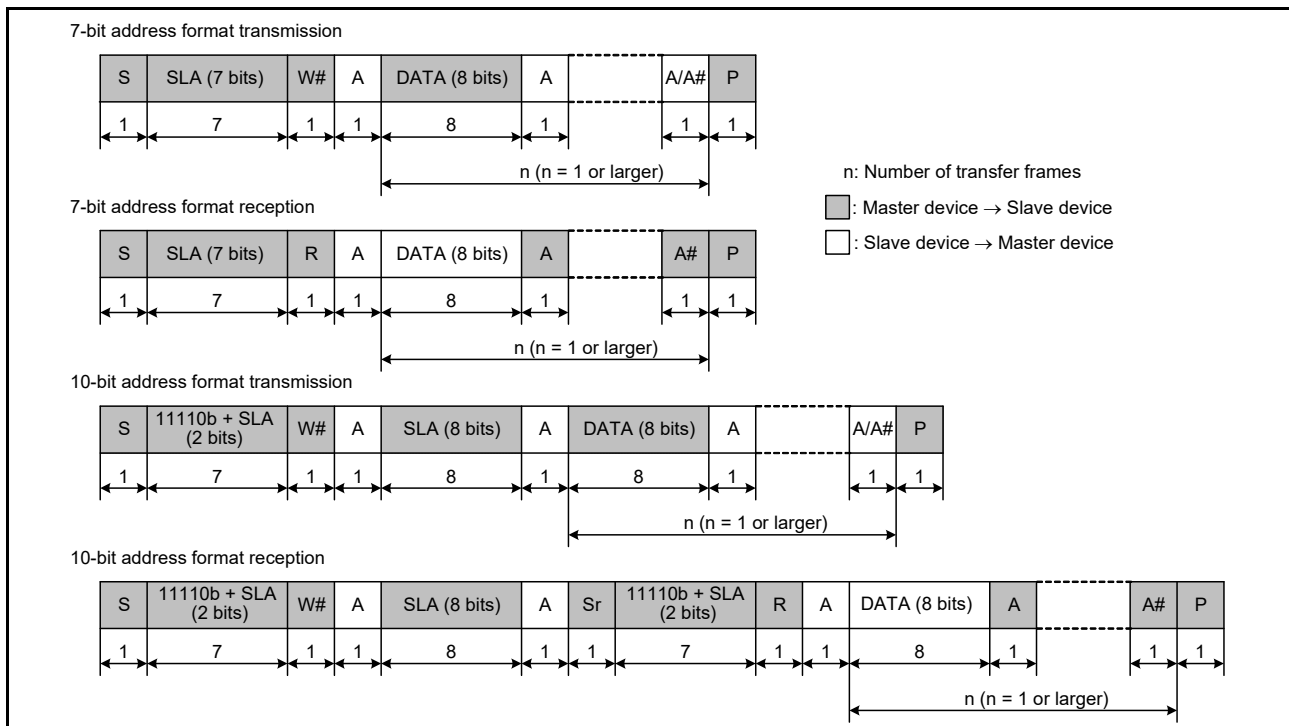 7-bit address format transmission
S SLA (7 bits) W# A DATA (8 bits) A A/A# P
1 7 1 1 8 1 1 1
n (n = 1 or larger)
n: Number of transfer frames
: Master device → Slave device
: Slave device → Master device
7-bit address format reception
S SLA (7 bits) R A DATA (8 bits) A A# P
1 7 1 1 8 1 1 1
n (n = 1 or larger)
10-bit address format transmission
S 11110b + SLA (2 bits) W# A SLA (8 bits) A DATA (8 bits) A A/A# P
1 7 1 1 8 1 8 1 1 1
n (n = 1 or larger)
10-bit address format reception
S 11110b + SLA (2 bits) W# A SLA (8 bits) A Sr 11110b + SLA (2 bits) R A DATA (8 bits) A A# P
1 7 1 1 8 1 1 7 1 1 8 1 1 1
n (n = 1 or larger)